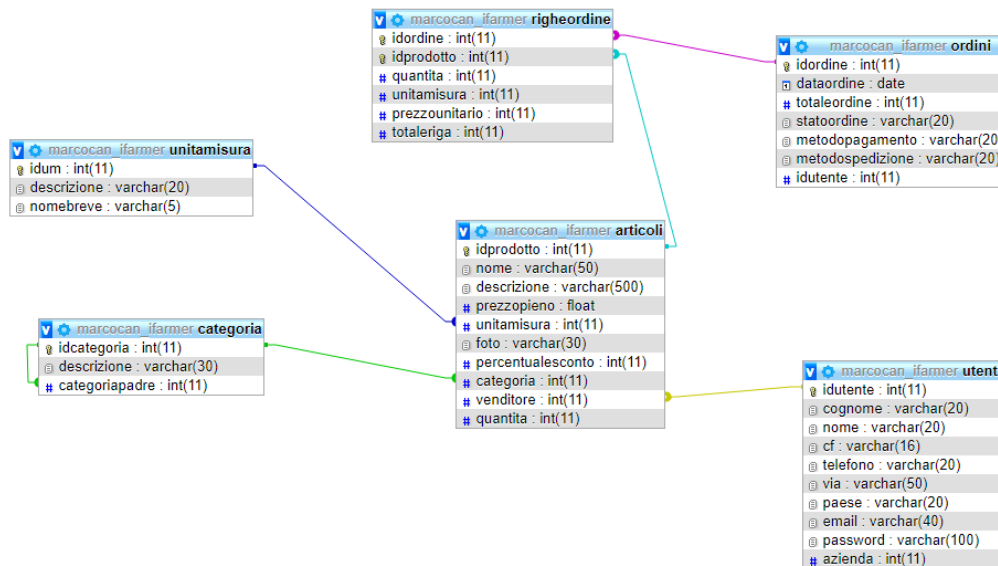 marcocan_ifarmer righeordine
idordine : int(11)
idprodotto : int(11)
# quantita : int(11)
# unitamisura : int(11)
# prezzounitario : int(11)
# totaleriga : int(11)
marcocan_ifarmer ordini
idordine : int(11)
dataordine : date
# totaleordine : int(11)
statoordine : varchar(20)
metodopagamento : varchar(20
metodospedizione : varchar(20)
# idutente : int(11)
marcocan_ifarmer unitamisura
idum : int(11)
descrizione : varchar(20)
nomebreve : varchar(5)
marcocan_ifarmer articoli
idprodotto : int(11)
nome : varchar(50)
descrizione : varchar(500)
# prezzopieno : float
# unitamisura : int(11)
foto : varchar(30)
# percentualesconto : int(11)
# categoria : int(11)
# venditore : int(11)
# quantita : int(11)
marcocan_ifarmer categoria
idcategoria : int(11)
descrizione : varchar(30)
# categoriapadre : int(11)
marcocan_ifarmer utent
idutente : int(11)
cognome : varchar(20)
nome : varchar(20)
cf : varchar(16)
telefono : varchar(20)
via : varchar(50)
paese : varchar(20)
email : varchar(40)
password : varchar(100)
# azienda : int(11)